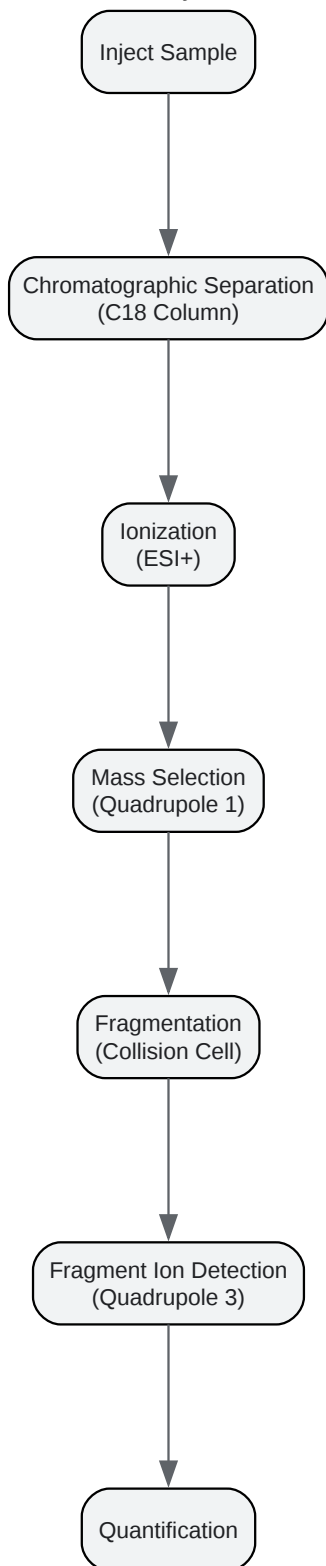 Inject Sample
Chromatographic Separation
(C18 Column)
Ionization
(ESI+)
Mass Selection
(Quadrupole 1)
Fragmentation
(Collision Cell)
Fragment Ion Detection
(Quadrupole 3)
Quantification